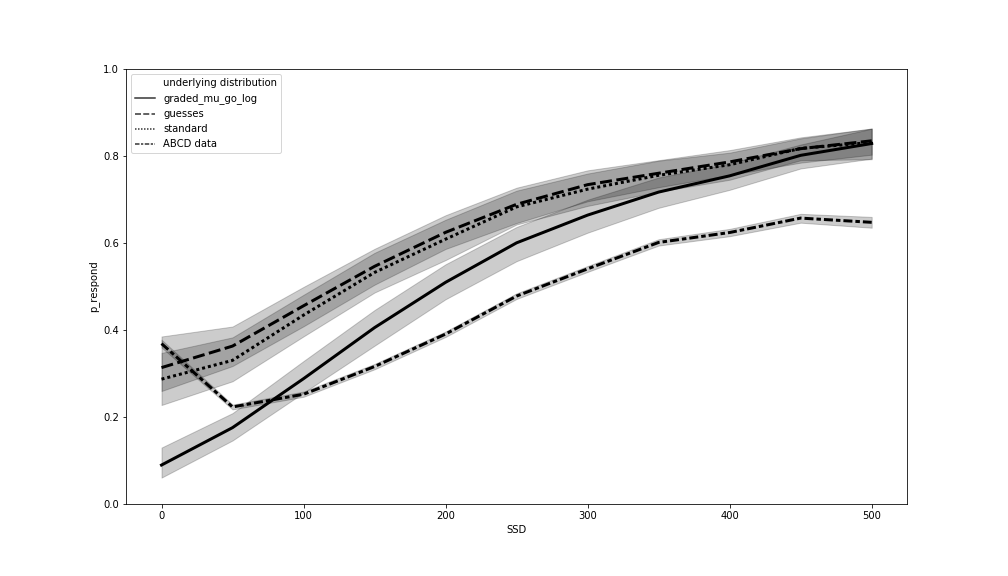 1.0
0.8
0.6
0.4
0.2
0.0
p_respond
underlying distribution
graded_mu_go_log
guesses
standard
ABCD data
0 100 200 300 400 500
SSD